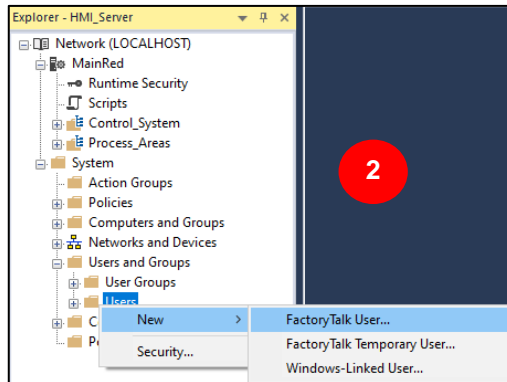 Explorer - HMI_Server
Network (LOCALHOST)
MainRed
Runtime Security
Scripts
Control_System
Process_Areas
System
Action Groups
Policies
Computers and Groups
Networks and Devices
Users and Groups
User Groups
Users
New
Security...
FactoryTalk User...
FactoryTalk Temporary User...
Windows-Linked User...
2